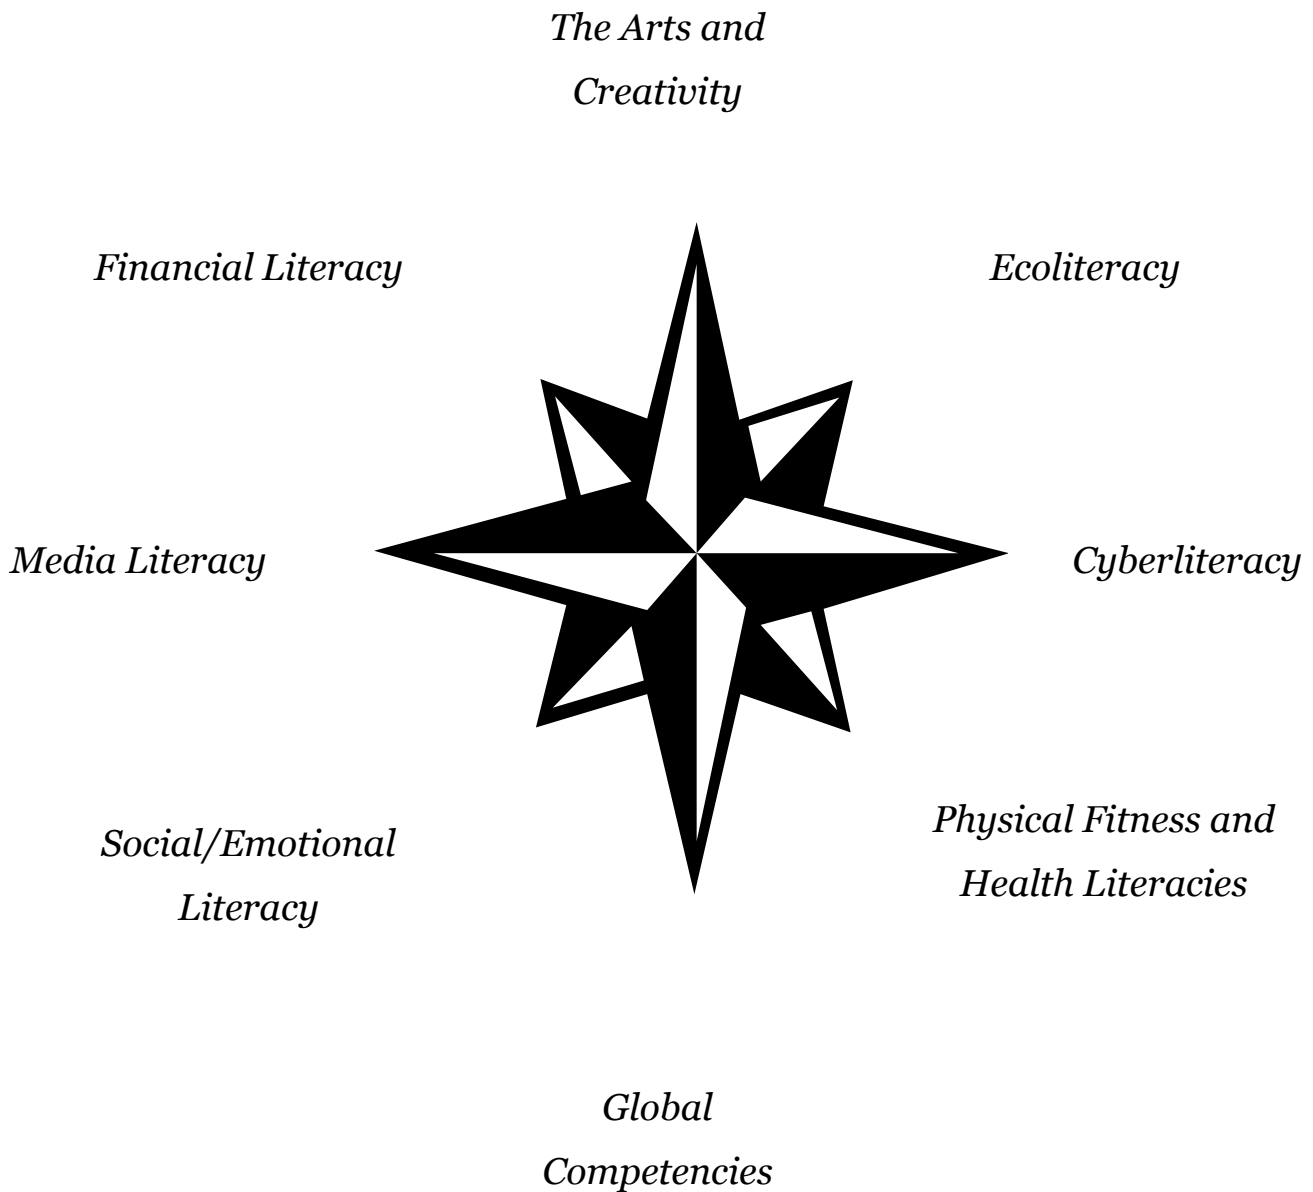 The Arts and
Creativity
Financial Literacy
Ecoliteracy
Media Literacy
Cyberliteracy
Physical Fitness and
Health Literacies
Social/Emotional
Literacy
Global
Competencies